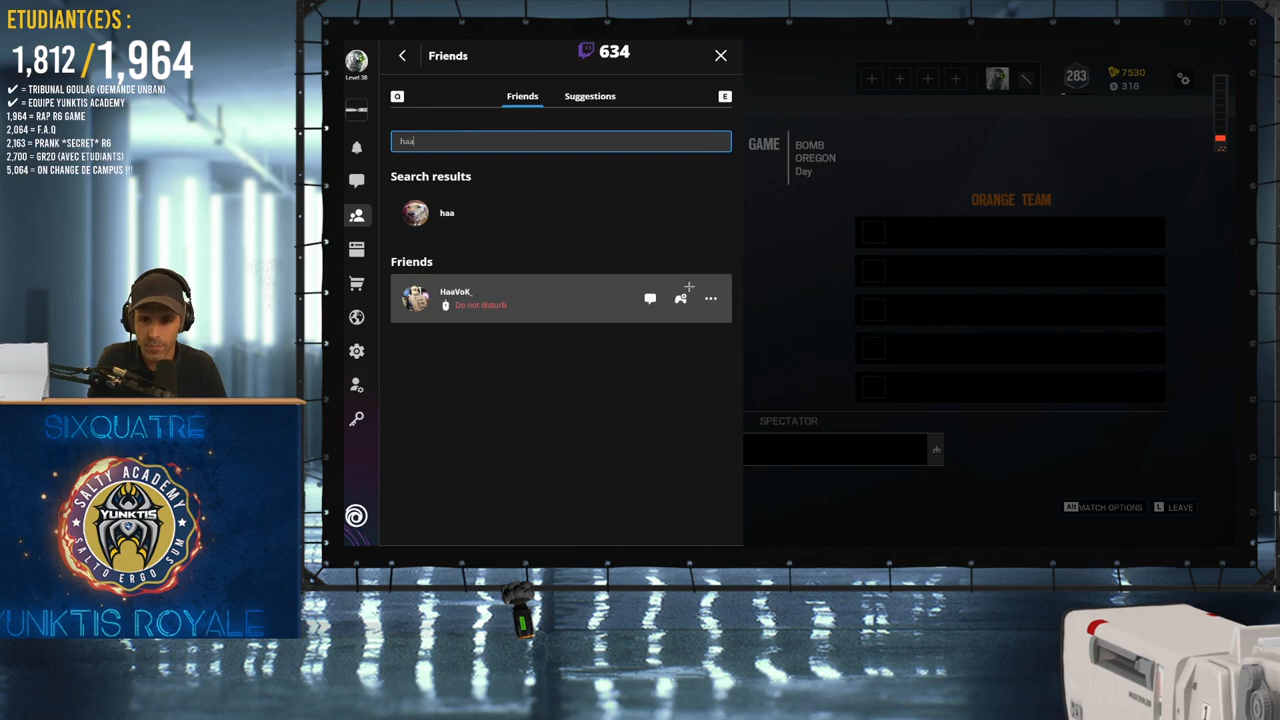 ETUDIANT(E)S :
1,812 / 1,964
✔ = TRIBUNAL GOULAG (DEMANDE UNBAN)
✔ = EQUIPE YUNKTIS ACADEMY
1,964 = RAP R6 GAME
2,064 = F.A.Q
2,163 = PRANK *SECRET* R6
2,700 = GR20 (AVEC ETUDIANTS)
5,064 = ON CHANGE DE CAMPUS !!!
Level 38
Friends
634
Q
Friends
Suggestions
E
haa
Search results
haa
Friends
HaaVoK_
Do not disturb
283
7530
318
GAME
BOMB
OREGON
Day
ORANGE TEAM
SPECTATOR
Alt MATCH OPTIONS
L LEAVE
SIXQUATRE
SALTY ACADEMY
YUNKTIS
SALTO ERGO SUM
YUNKTIS ROYALE